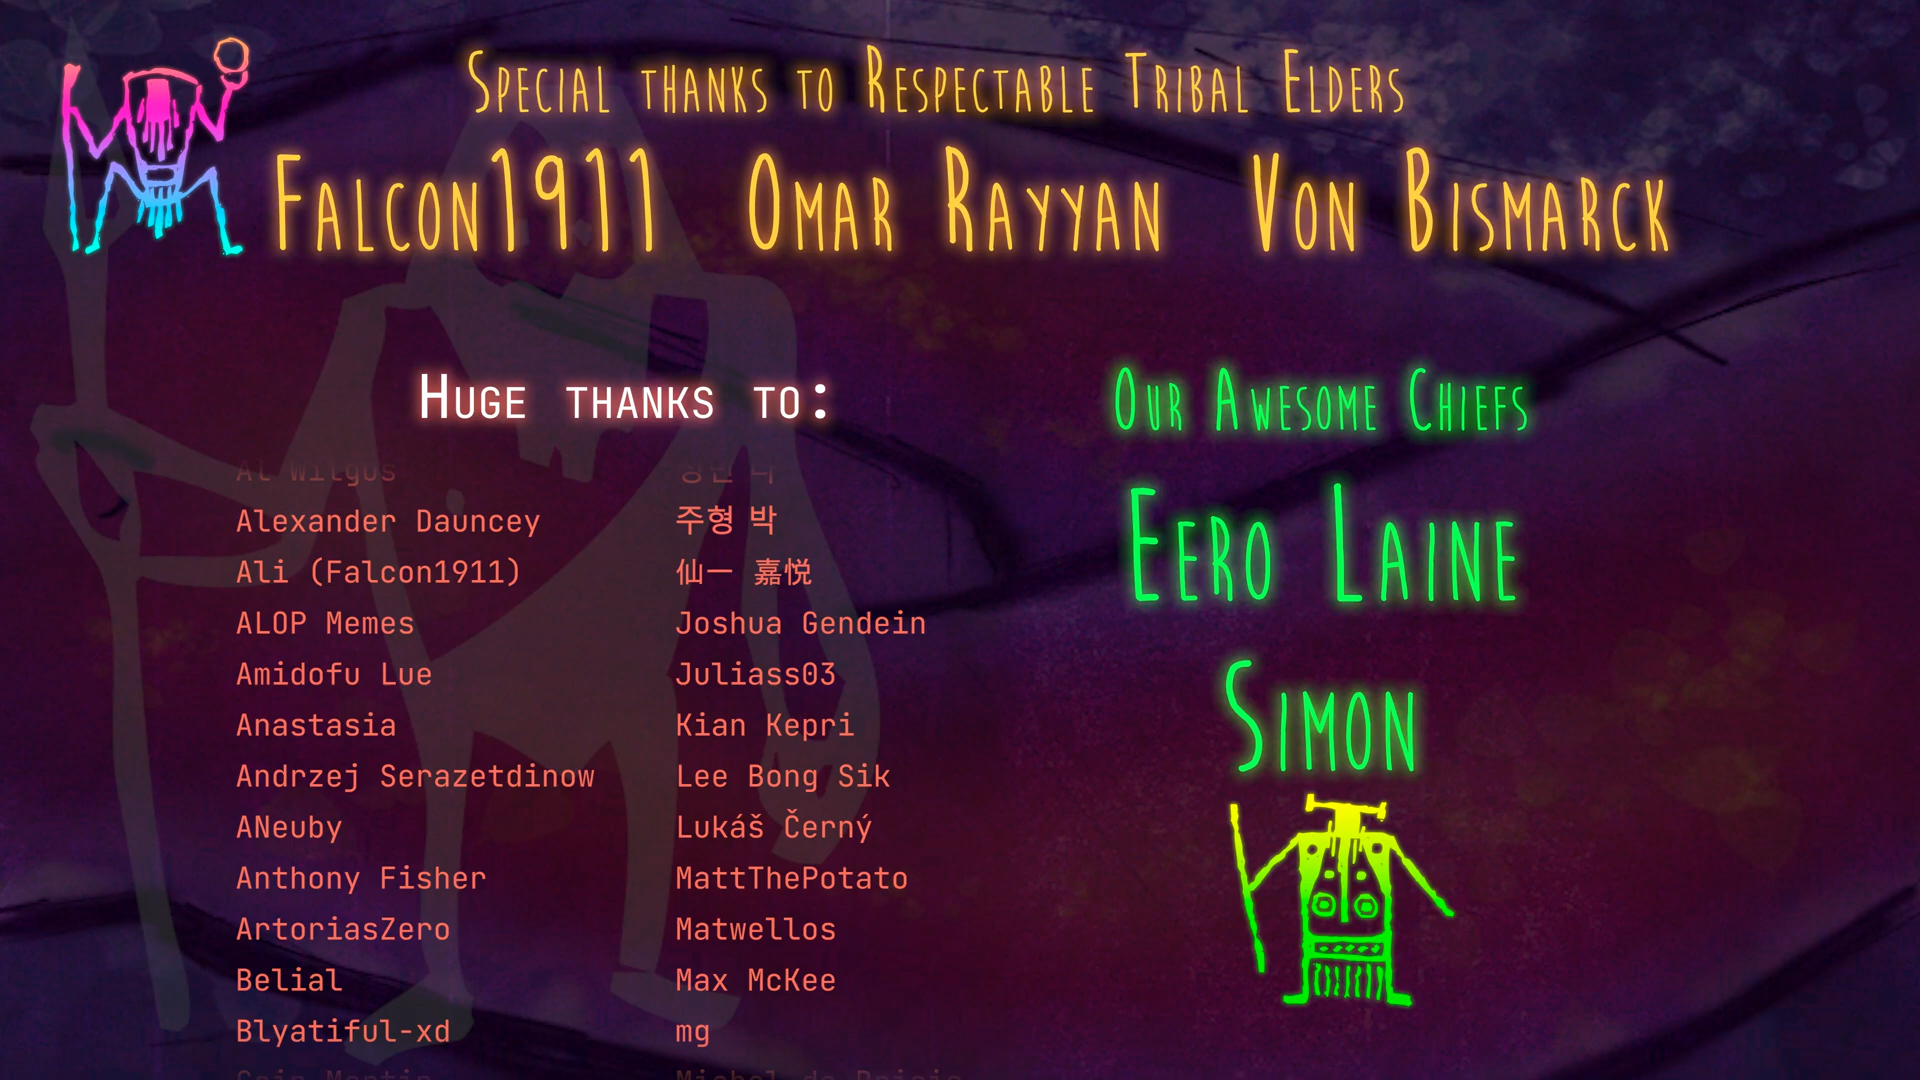 Special thanks to Respectable Tribal Elders
Falcon1911 Omar Rayyan Von Bismarck
Huge thanks to:
Al Wilgus
Alexander Dauncey
Ali (Falcon1911)
ALOP Memes
Amidofu Lue
Anastasia
Andrzej Serazetdinow
ANeuby
Anthony Fisher
ArtoriasZero
Belial
Blyatiful-xd
주형 박
仙一 嘉悦
Joshua Gendein
Juliass03
Kian Kepri
Lee Bong Sik
Lukáš Černý
MattThePotato
Matwellos
Max McKee
mg
Our Awesome Chiefs
Eero Laine
Simon